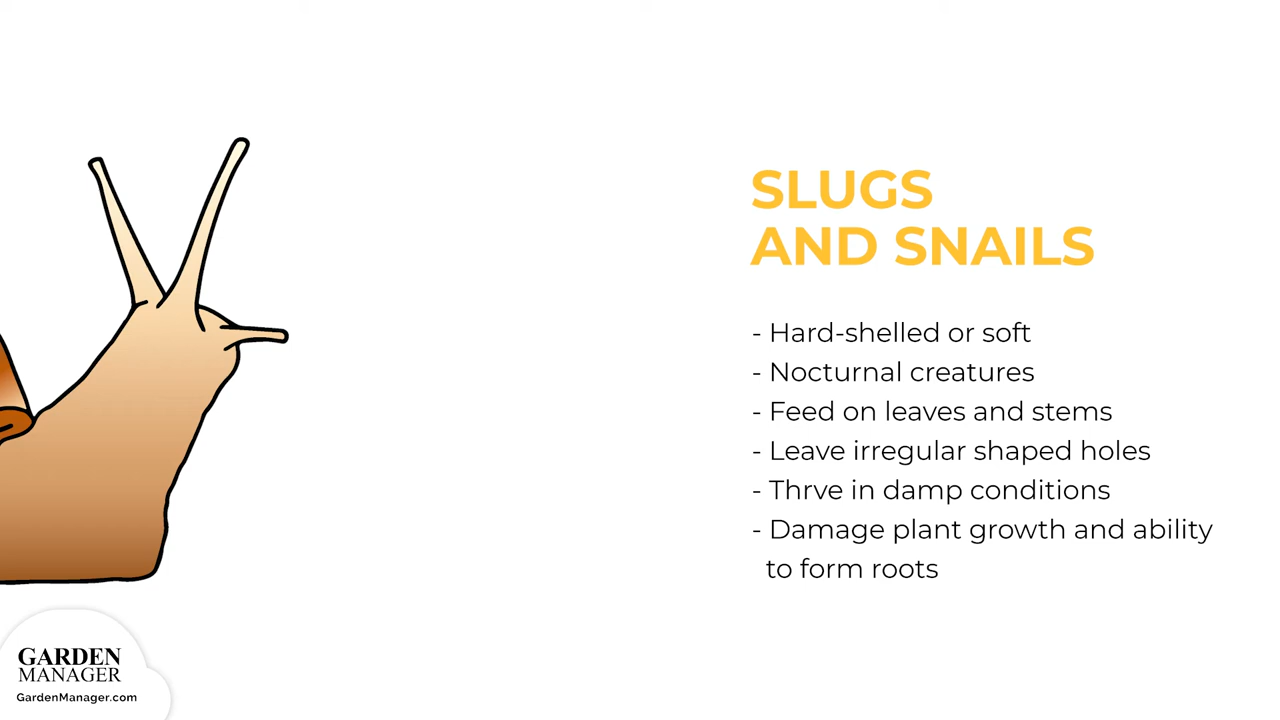 SLUGS
AND SNAILS
- Hard-shelled or soft
- Nocturnal creatures
- Feed on leaves and stems
- Leave irregular shaped holes
- Thrve in damp conditions
- Damage plant growth and ability
to form roots
GARDEN
MANAGER
GardenManager.com